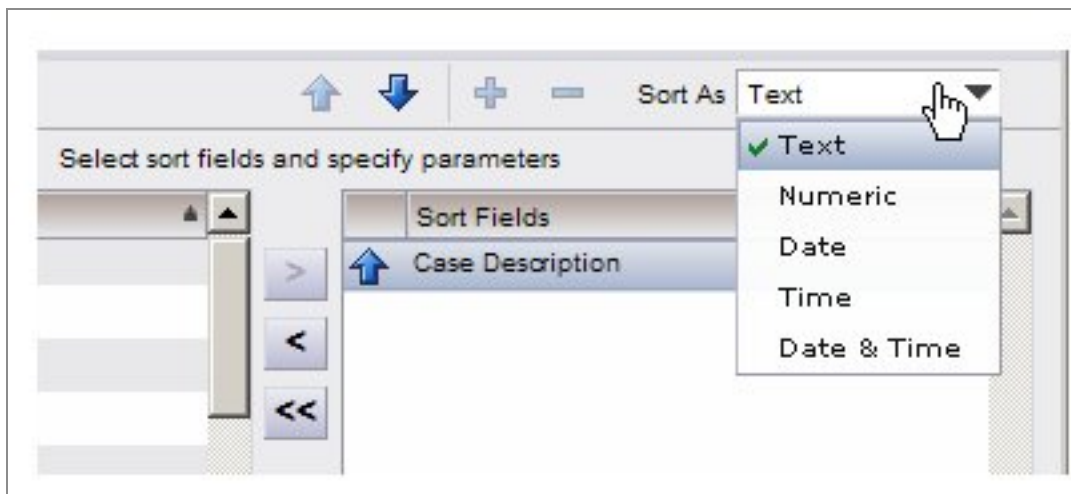 Sort As Text
Text
Select sort fields and specify parameters
Numeric
Sort Fields
Date
>
Case Description
Time
<
Date & Time
<<